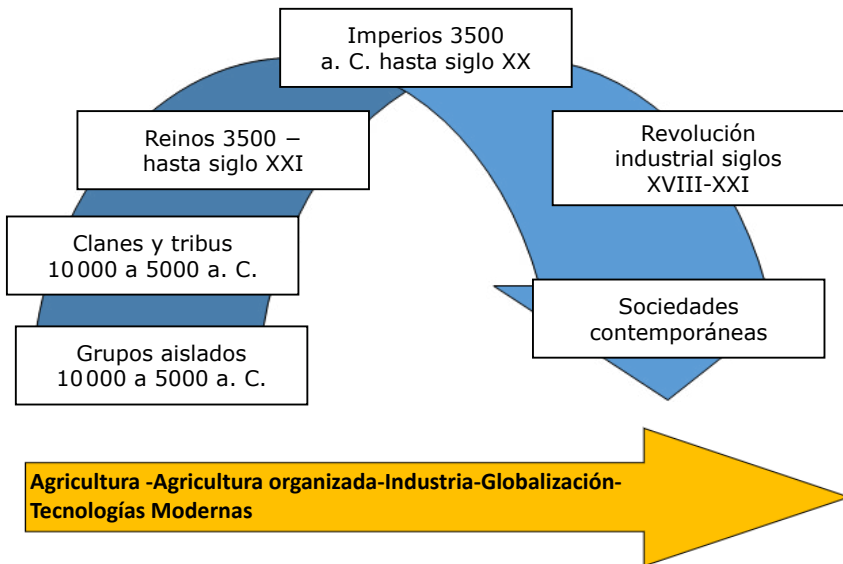 Imperios 3500
a. C. hasta siglo XX
Reinos 3500 −
hasta siglo XXI
Revolución
industrial siglos
XVIII-XXI
Clanes y tribus
10 000 a 5000 a. C.
Sociedades
contemporáneas
Grupos aislados
10 000 a 5000 a. C.
Agricultura -Agricultura organizada-Industria-Globalización-
Tecnologías Modernas